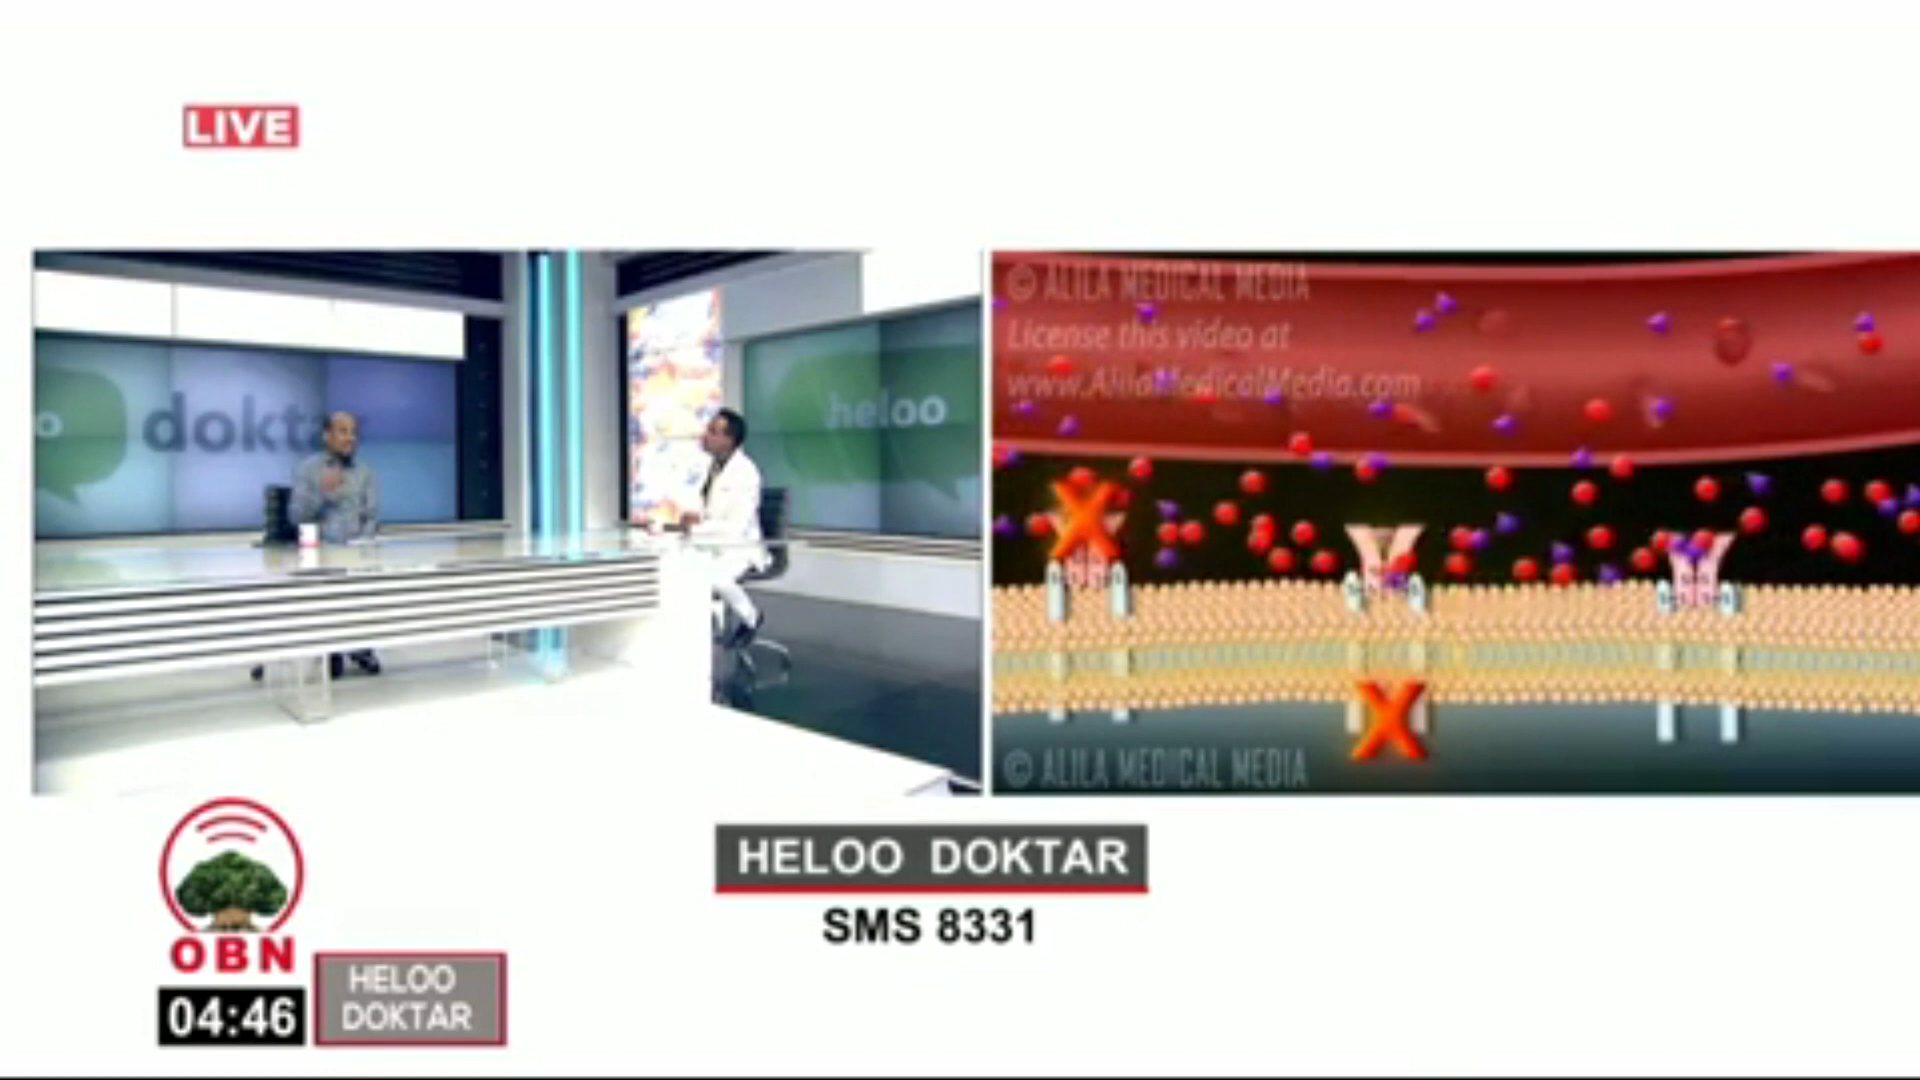 LIVE
o
doktar
heloo
© ALILA MEDICAL MEDIA
License this video at
www.AlilaMedicalMedia.com
© ALILA MEDICAL MEDIA
HELOO DOKTAR
SMS 8331
OBN
04:46
HELOO
DOKTAR